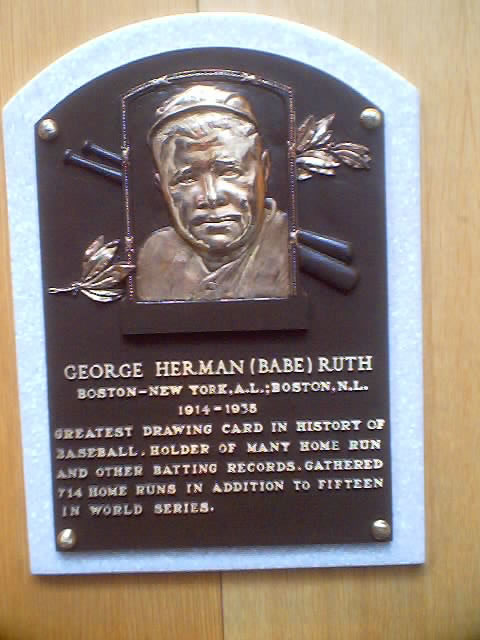 GEORGE HERMAN (BABE) RUTH
BOSTON-NEW YORK, A.L.; BOSTON, N.L.
1914-1935
GREATEST DRAWING CARD IN HISTORY OF
BASEBALL. HOLDER OF MANY HOME RUN
AND OTHER BATTING RECORDS. GATHERED
714 HOME RUNS IN ADDITION TO FIFTEEN
IN WORLD SERIES.